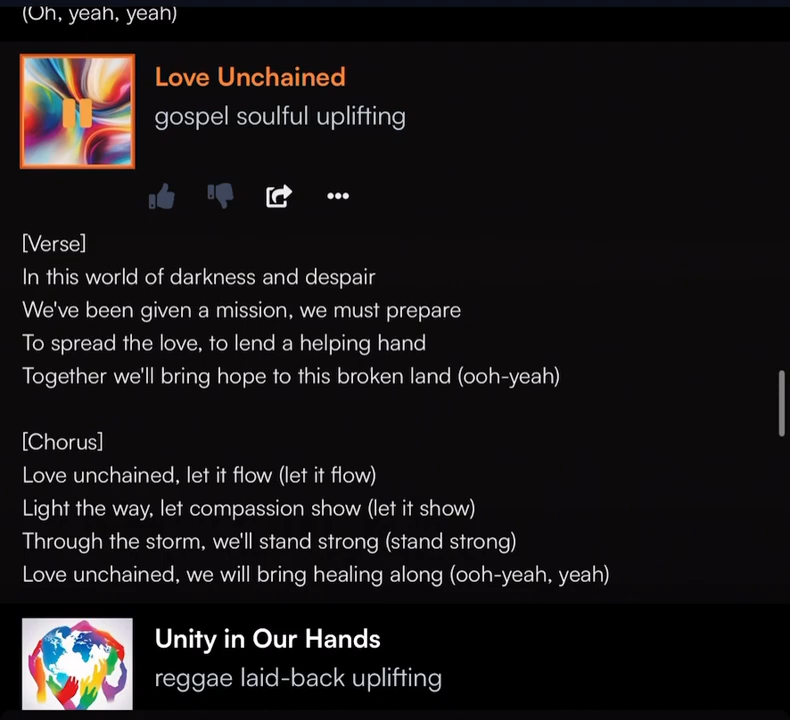 (Oh, yeah, yeah)
Love Unchained
gospel soulful uplifting
[Verse]
In this world of darkness and despair
We've been given a mission, we must prepare
To spread the love, to lend a helping hand
Together we'll bring hope to this broken land (ooh-yeah)
[Chorus]
Love unchained, let it flow (let it flow)
Light the way, let compassion show (let it show)
Through the storm, we'll stand strong (stand strong)
Love unchained, we will bring healing along (ooh-yeah, yeah)
Unity in Our Hands
reggae laid-back uplifting